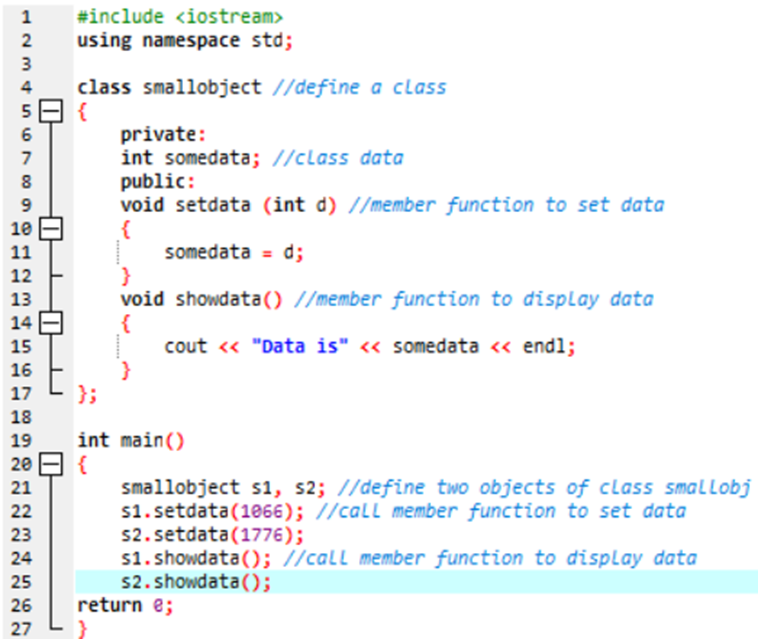 1 #include <iostream>
2 using namespace std;
3
4 class smallobject //define a class
5 {
6 private:
7 int somedata; //class data
8 public:
9 void setdata (int d) //member function to set data
10 {
11 somedata = d;
12 }
13 void showdata() //member function to display data
14 {
15 cout << "Data is" << somedata << endl;
16 }
17 };
18
19 int main()
20 {
21 smallobject s1, s2; //define two objects of class smallobj
22 s1.setdata(1066); //call member function to set data
23 s2.setdata(1776);
24 s1.showdata(); //call member function to display data
25 s2.showdata();
26 return 0;
27 }